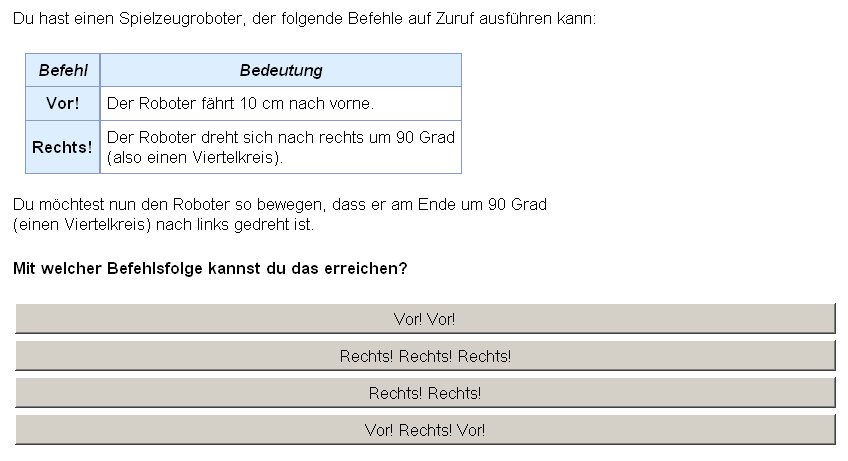 Du hast einen Spielzeugroboter, der folgende Befehle auf Zuruf ausführen kann:
Befehl Bedeutung
Vor! Der Roboter fährt 10 cm nach vorne.
Rechts! Der Roboter dreht sich nach rechts um 90 Grad
(also einen Viertelkreis).
Du möchtest nun den Roboter so bewegen, dass er am Ende um 90 Grad
(einen Viertelkreis) nach links gedreht ist.
Mit welcher Befehlsfolge kannst du das erreichen?
Vor! Vor!
Rechts! Rechts! Rechts!
Rechts! Rechts!
Vor! Rechts! Vor!